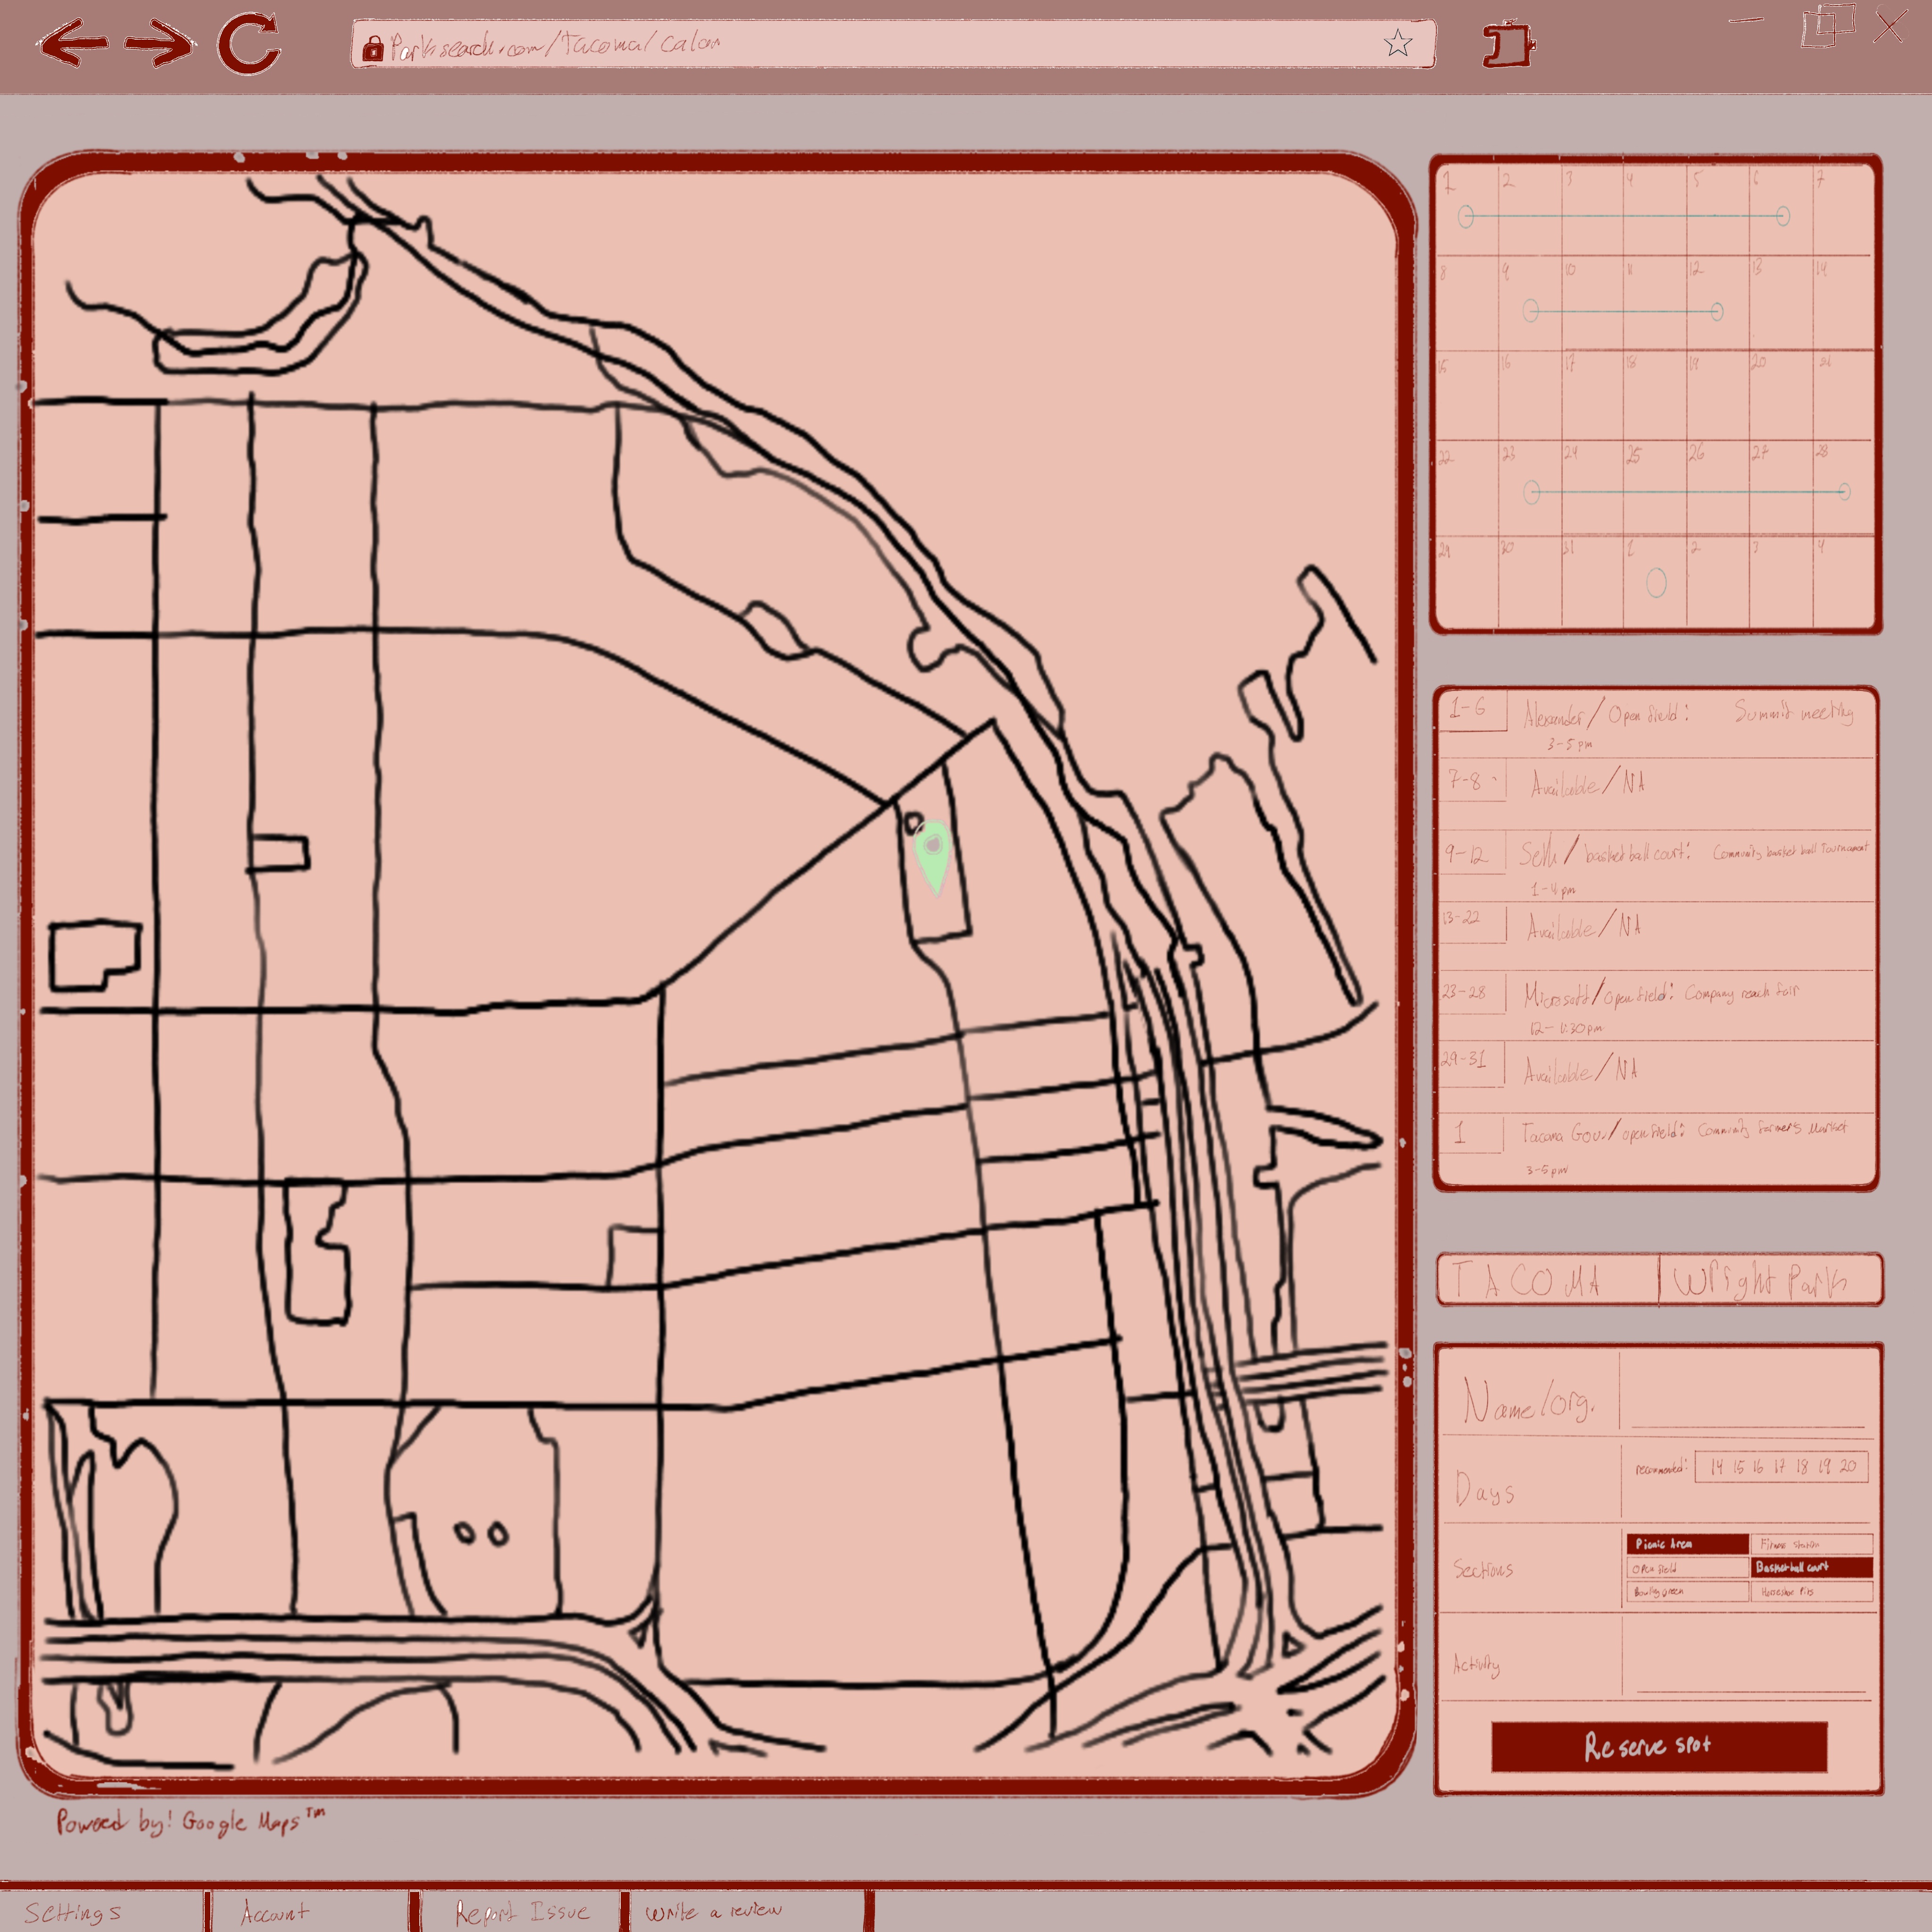 Parksearch.com/Tacoma/Calan
1 2 3 4 5 6 7
8 9 10 11 12 13 14
15 16 17 18 19 20 21
22 23 24 25 26 27 28
29 30 31 1 2 3 4
1-6 Alexander/Open field: Summit meeting
3-5 pm
7-8 Available/NA
9-12 Seth/basketball court: Community basket ball Tournament
1-4 pm
13-22 Available/NA
23-28 Microsoft/open field: Company reach fair
12-1:30pm
29-31 Available/NA
1 Tacoma Gov./open field: Community farmers Market
3-5 pm
TACOMA Wright Park
Name/org.
Days recommended: 14 15 16 17 18 19 20
Sections
Picnic Area Fitness Station
Open field Basketball court
Bowling green Horseshoe Pits
Activity
Reserve spot
Powered by! Google Maps™
Settings Account Report Issue Write a review